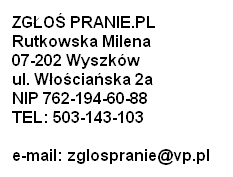 ZGŁOŚ PRANIE.PL
Rutkowska Milena
07-202 Wyszków
ul. Włościańska 2a
NIP 762-194-60-88
TEL: 503-143-103
e-mail: zglospranie@vp.pl